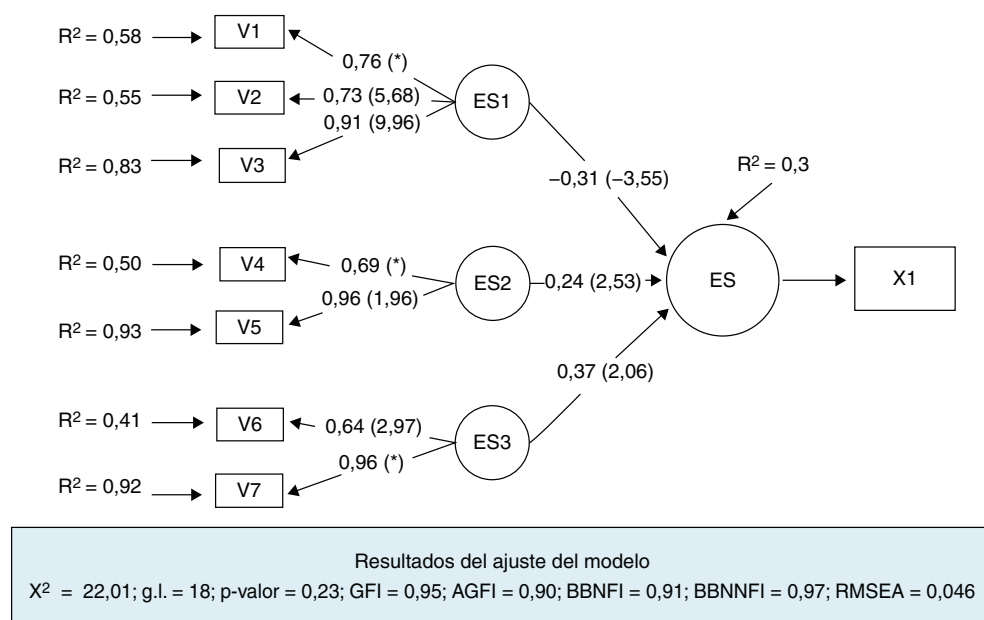 R² = 0,58
V1
0,76 (*)
R² = 0,55
V2
0,73 (5,68)
ES1
0,91 (9,96)
R² = 0,83
V3
−0,31 (−3,55)
R² = 0,3
R² = 0,50
V4
0,69 (*)
ES2
0,24 (2,53)
ES
X1
0,96 (1,96)
R² = 0,93
V5
0,37 (2,06)
R² = 0,41
V6
0,64 (2,97)
ES3
0,96 (*)
R² = 0,92
V7
Resultados del ajuste del modelo
X² = 22,01; g.l. = 18; p-valor = 0,23; GFI = 0,95; AGFI = 0,90; BBNFI = 0,91; BBNNFI = 0,97; RMSEA = 0,046